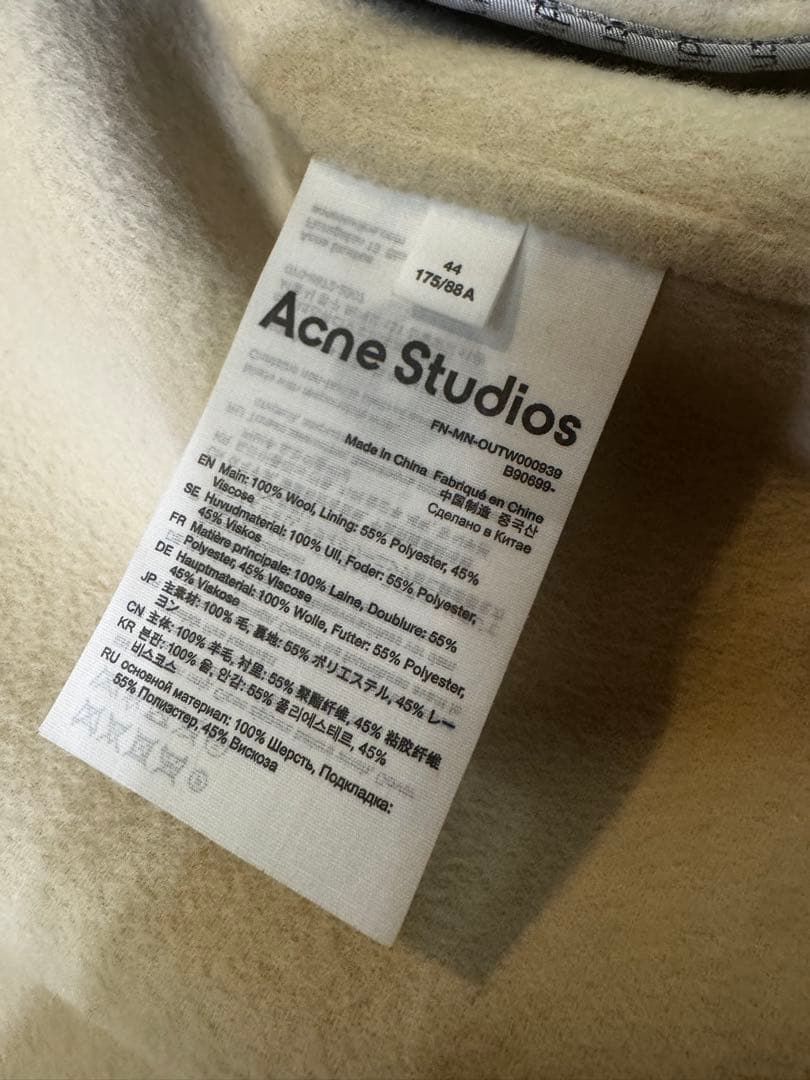 44
175/88A
Acne Studios
FN-MN-OUTW000939
B90699-
Made in China Fabriqué en Chine
中国制造 중국산
Сделано в Китае
EN Main: 100% Wool, Lining: 55% Polyester, 45%
Viscose
SE Huvudmaterial: 100% Ull, Foder: 55% Polyester,
45% Viskos
FR Matière principale: 100% Laine, Doublure: 55%
Polyester, 45% Viscose
DE Hauptmaterial: 100% Wolle, Futter: 55% Polyester,
45% Viskose
JP 主素材: 100% 毛, 裏地: 55% ポリエステル, 45% レー
ヨン
CN 主体: 100% 羊毛, 衬里: 55% 聚酯纤维, 45% 粘胶纤维
KR 본판: 100% 울, 안감: 55% 폴리에스테르, 45%
비스코스
RU основной материал: 100% Шерсть, Подкладка:
55% Полиэстер, 45% Вискоза